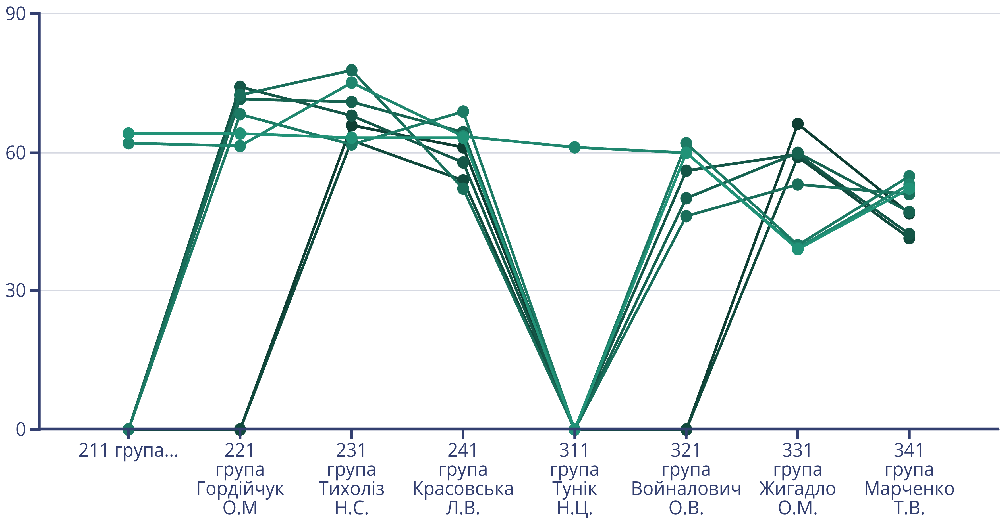 90
60
30
0
211 група...
221
група
Гордійчук
О.М
231
група
Тихоліз
Н.С.
241
група
Красовська
Л.В.
311
група
Тунік
Н.Ц.
321
група
Войналович
О.В.
331
група
Жигадло
О.М.
341
група
Марченко
Т.В.